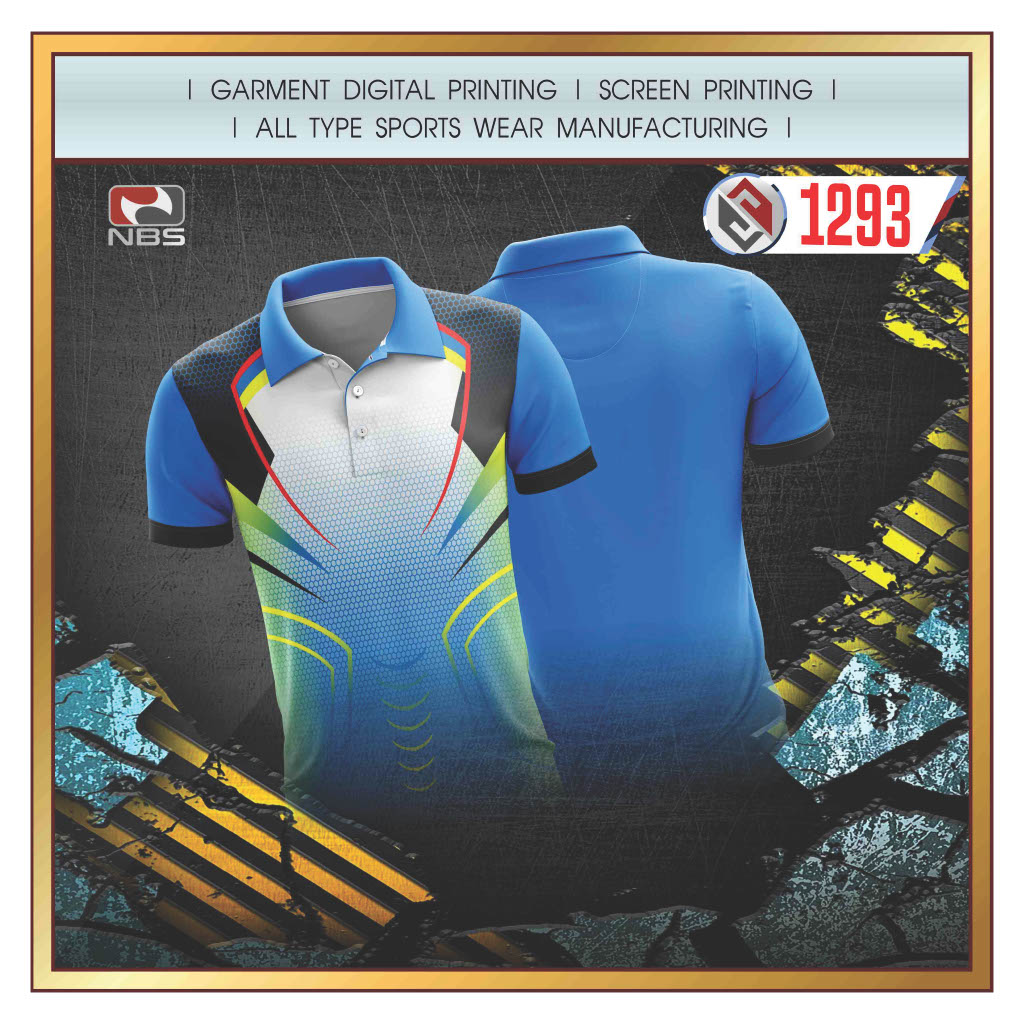 | GARMENT DIGITAL PRINTING | SCREEN PRINTING |
| ALL TYPE SPORTS WEAR MANUFACTURING |
NBS
1293